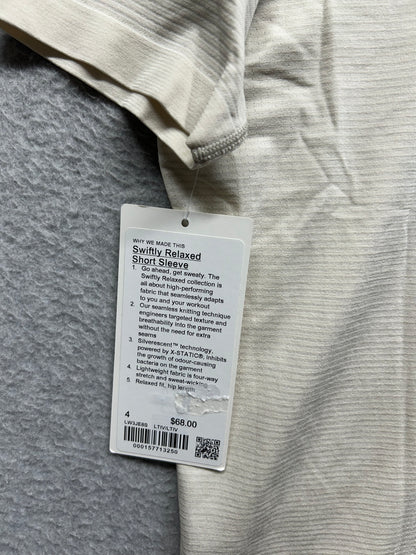 WHY WE MADE THIS
Swiftly Relaxed
Short Sleeve
1. Go ahead, get sweaty. The
Swiftly Relaxed collection is
all about high-performing
fabric that seamlessly adapts
to you and your workout
2. Our seamless knitting technique
engineers targeted texture and
breathability into the garment
without the need for extra
seams
3. Silverescent™ technology,
powered by X-STATIC®, inhibits
the growth of odour-causing
bacteria on the garment
4. Lightweight fabric is four-way
stretch and sweat-wicking
5. Relaxed fit, hip length
4
$68.00
LW3JE8S LTIV/LTIV
000157713250